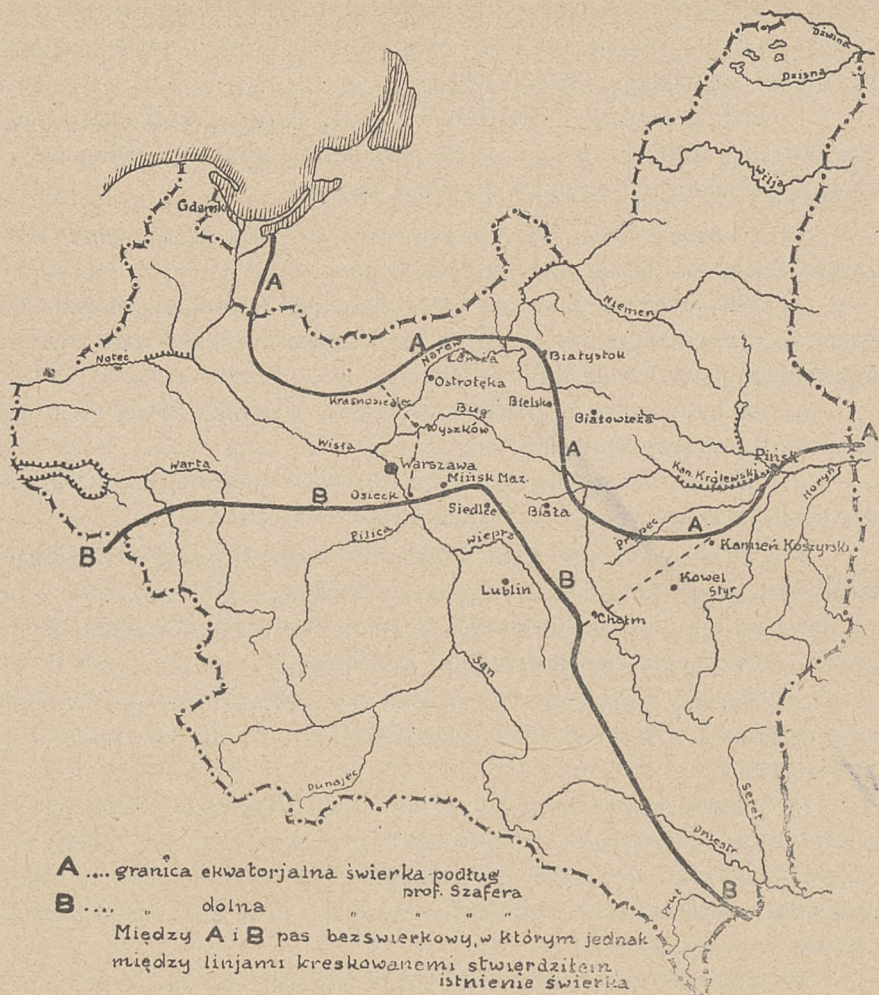 Dźwina
Dzisna
Wilja
Gdańsk
A
Niemen
A
Narew
Łomża
Białystok
Noteć
Ostrołęka
Krasnosielc
Bug
Bielsk
Białowieża
Wyszków
A
Wisła
A
Pińsk
Warta
Warszawa
Kan. Królewski
Mińsk Maz.
Horyń
B
Osieck
Siedlce
Biała
A
Prypeć
B
Pilica
Wieprz
Kamień Koszyrski
B
Kowel
Lublin
Styr
Chełm
San
Dunajec
Seret
Dniestr
B
Prut
A .... granica ekwatorjalna świerka podług
prof. Szafera
B .... " dolna " " " "
Między A i B pas bezświerkowy, w którym jednak
między linjami kreskowanemi stwierdziłem
istnienie świerka